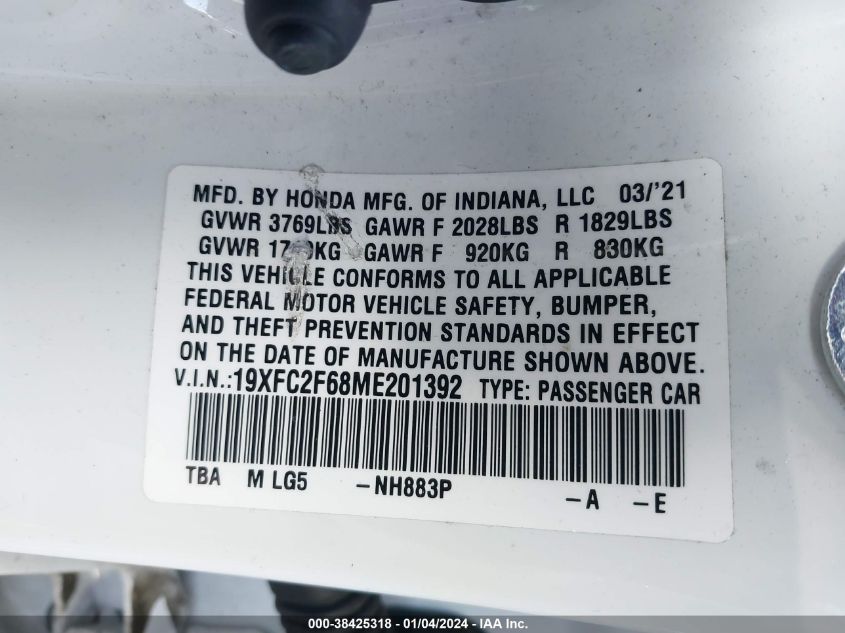 MFD. BY HONDA MFG. OF INDIANA, LLC 03/'21
GVWR 3769LBS GAWR F 2028LBS R 1829LBS
GVWR GAWR F 920KG R 830KG
THIS VEHICLE CONFORMS TO ALL APPLICABLE
FEDERAL MOTOR VEHICLE SAFETY, BUMPER,
AND THEFT PREVENTION STANDARDS IN EFFECT
ON THE DATE OF MANUFACTURE SHOWN ABOVE.
V.I.N.:19XFC2F68ME201392 TYPE: PASSENGER CAR
TBA M LG5 -NH883P -A -E
000-38425318 - 01/04/2024 - IAA Inc.